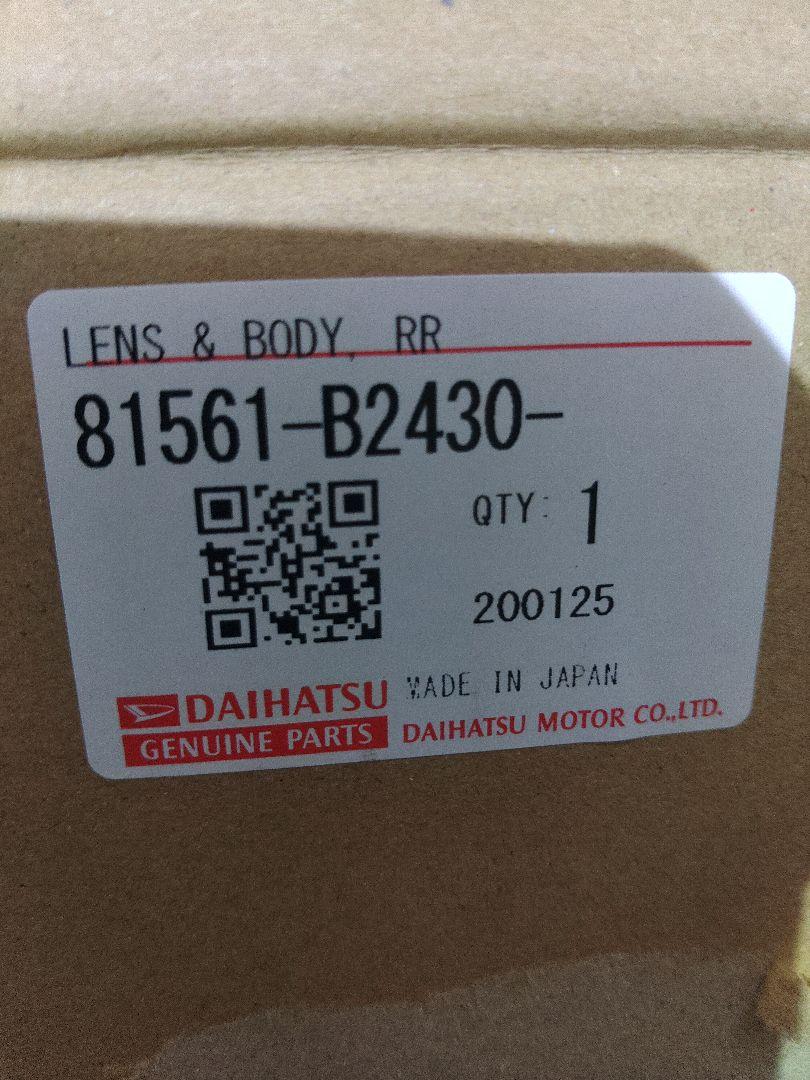 LENS & BODY, RR
81561-B2430-
QTY: 1
200125
MADE IN JAPAN
DAIHATSU
GENUINE PARTS
DAIHATSU MOTOR CO.,LTD.